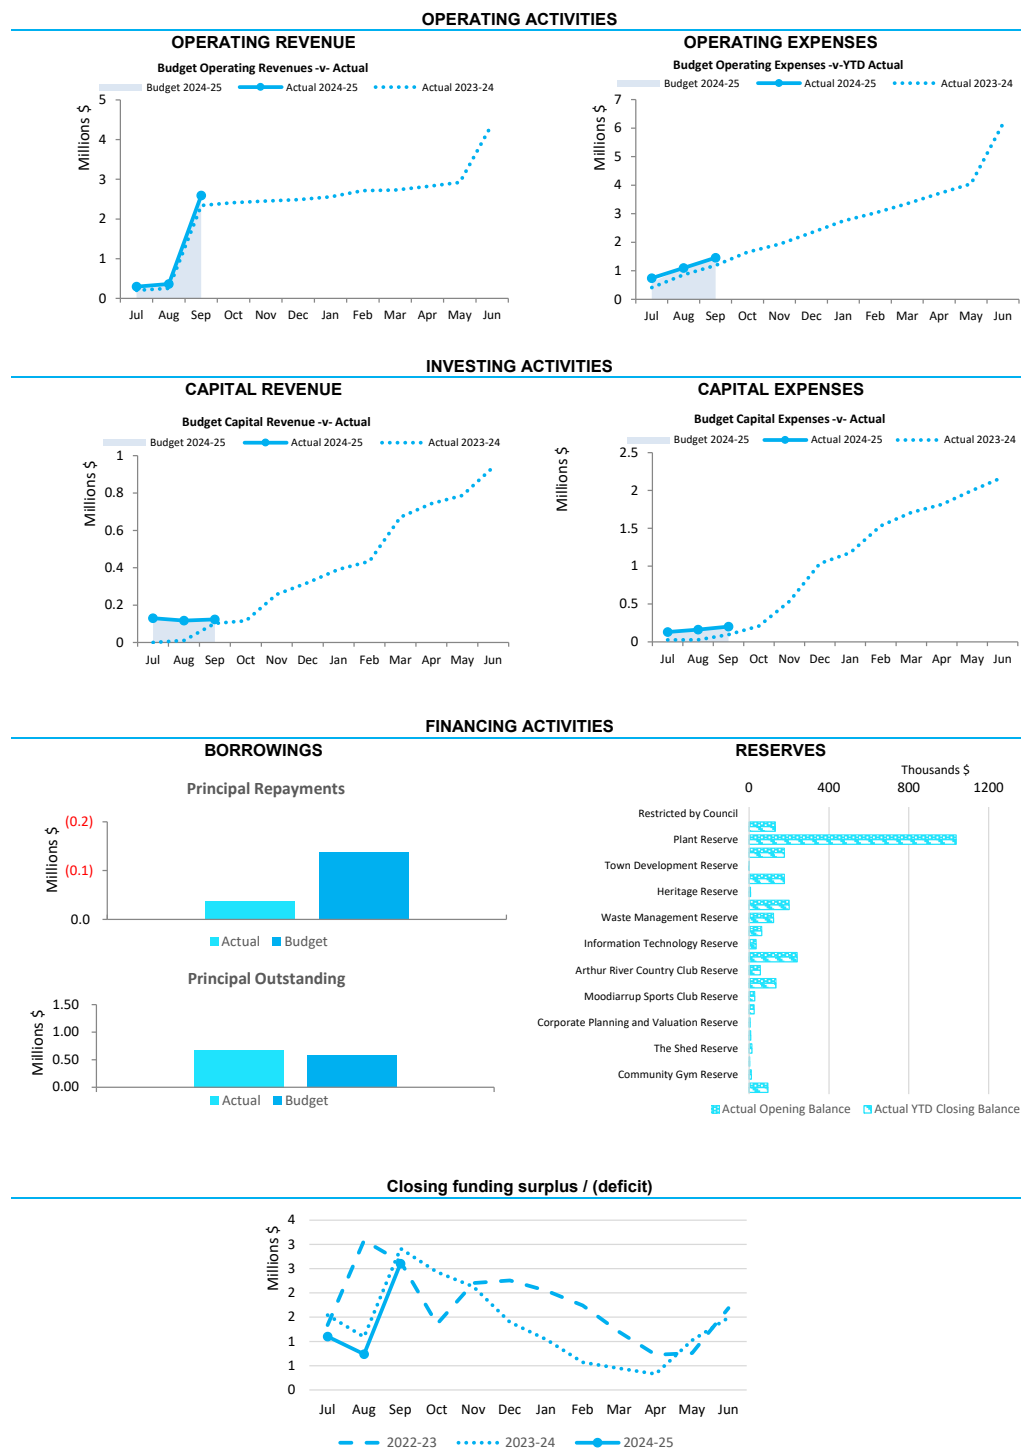 OPERATING ACTIVITIES
OPERATING REVENUE
Budget Operating Revenues -v- Actual
Budget 2024-25 Actual 2024-25 Actual 2023-24
Millions $
5
4
3
2
1
0
Jul Aug Sep Oct Nov Dec Jan Feb Mar Apr May Jun
OPERATING EXPENSES
Budget Operating Expenses -v-YTD Actual
Budget 2024-25 Actual 2024-25 Actual 2023-24
Millions $
7
6
5
4
3
2
1
0
Jul Aug Sep Oct Nov Dec Jan Feb Mar Apr May Jun
INVESTING ACTIVITIES
CAPITAL REVENUE
Budget Capital Revenue -v- Actual
Budget 2024-25 Actual 2024-25 Actual 2023-24
Millions $
1
0.8
0.6
0.4
0.2
0
Jul Aug Sep Oct Nov Dec Jan Feb Mar Apr May Jun
CAPITAL EXPENSES
Budget Capital Expenses -v- Actual
Budget 2024-25 Actual 2024-25 Actual 2023-24
Millions $
2.5
2
1.5
1
0.5
0
Jul Aug Sep Oct Nov Dec Jan Feb Mar Apr May Jun
FINANCING ACTIVITIES
BORROWINGS
Principal Repayments
Millions $
(0.2)
(0.1)
0.0
Actual Budget
Principal Outstanding
Millions $
1.50
1.00
0.50
0.00
Actual Budget
RESERVES
Thousands $
0 400 800 1200
Restricted by Council
Plant Reserve
Town Development Reserve
Heritage Reserve
Waste Management Reserve
Information Technology Reserve
Arthur River Country Club Reserve
Moodiarrup Sports Club Reserve
Corporate Planning and Valuation Reserve
The Shed Reserve
Community Gym Reserve
Actual Opening Balance Actual YTD Closing Balance
Closing funding surplus / (deficit)
Millions $
4
3
3
2
2
1
1
0
Jul Aug Sep Oct Nov Dec Jan Feb Mar Apr May Jun
2022-23 2023-24 2024-25